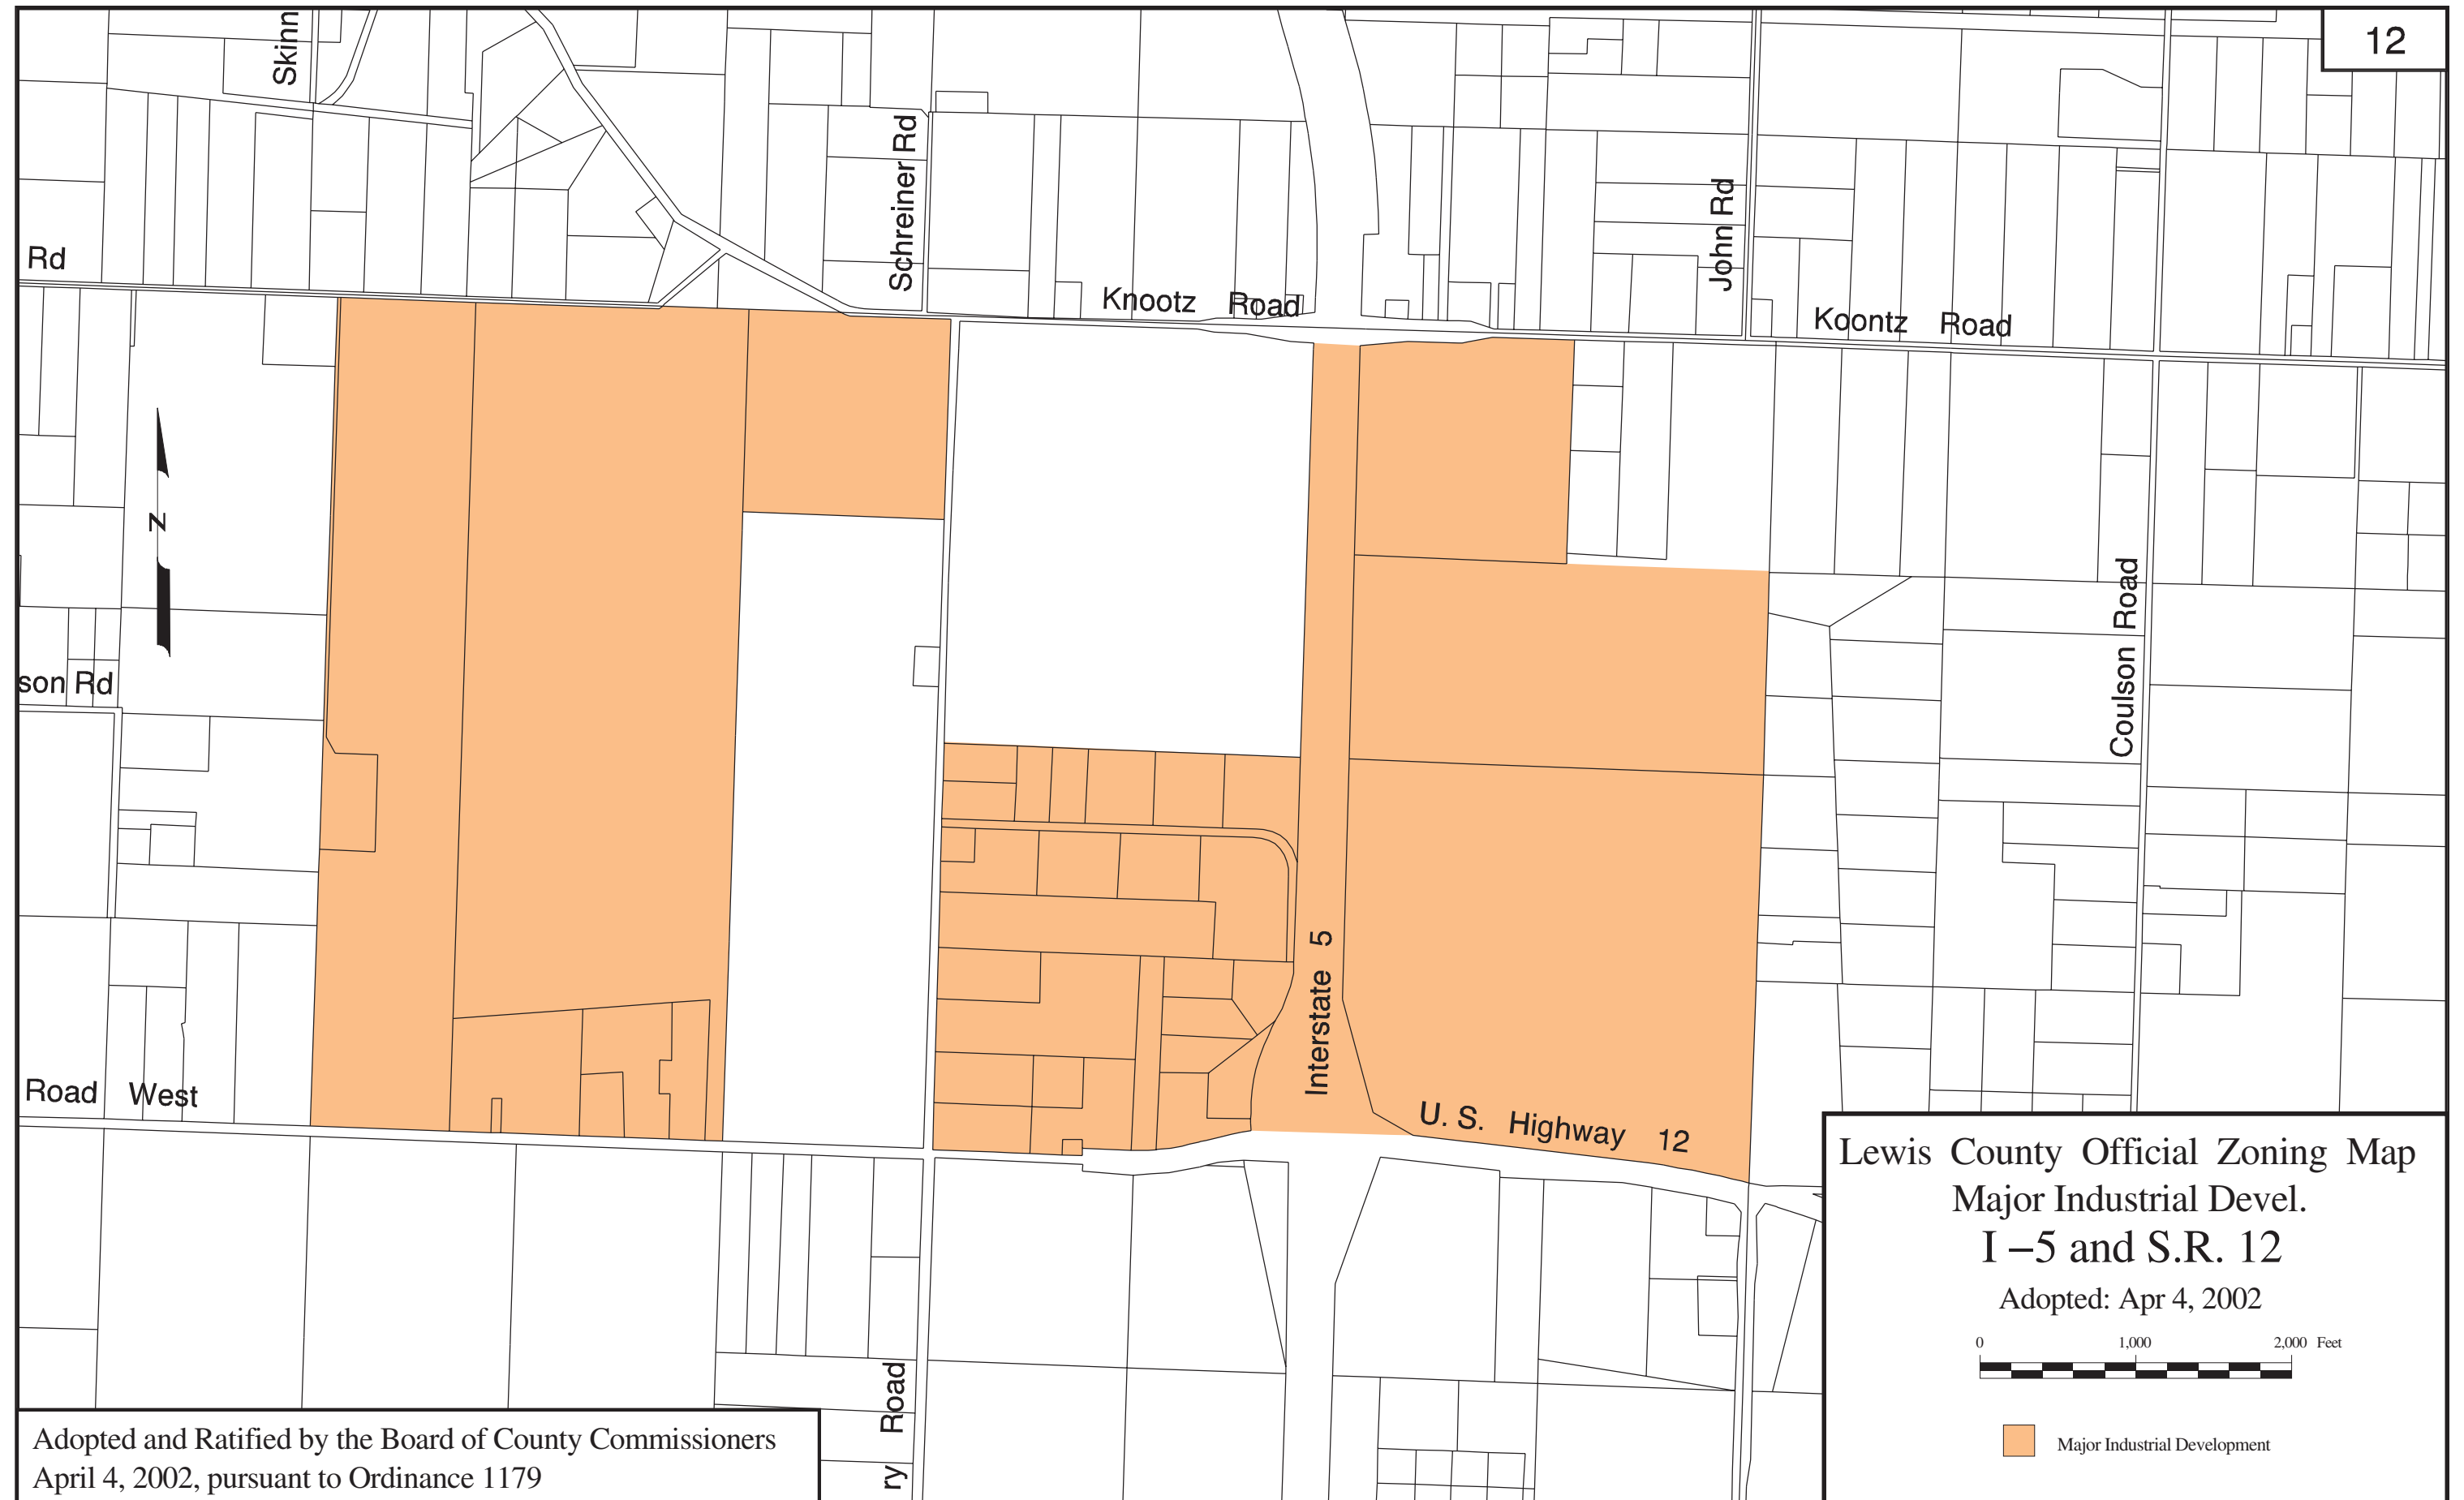 12
Skinn
Schreiner Rd
John Rd
Rd
Knootz Road
Koontz Road
N
Coulson Road
son Rd
Interstate 5
Road West
U. S. Highway 12
ry Road
Lewis County Official Zoning Map
Major Industrial Devel.
I –5 and S.R. 12
Adopted: Apr 4, 2002
0 1,000 2,000 Feet
Major Industrial Development
Adopted and Ratified by the Board of County Commissioners
April 4, 2002, pursuant to Ordinance 1179